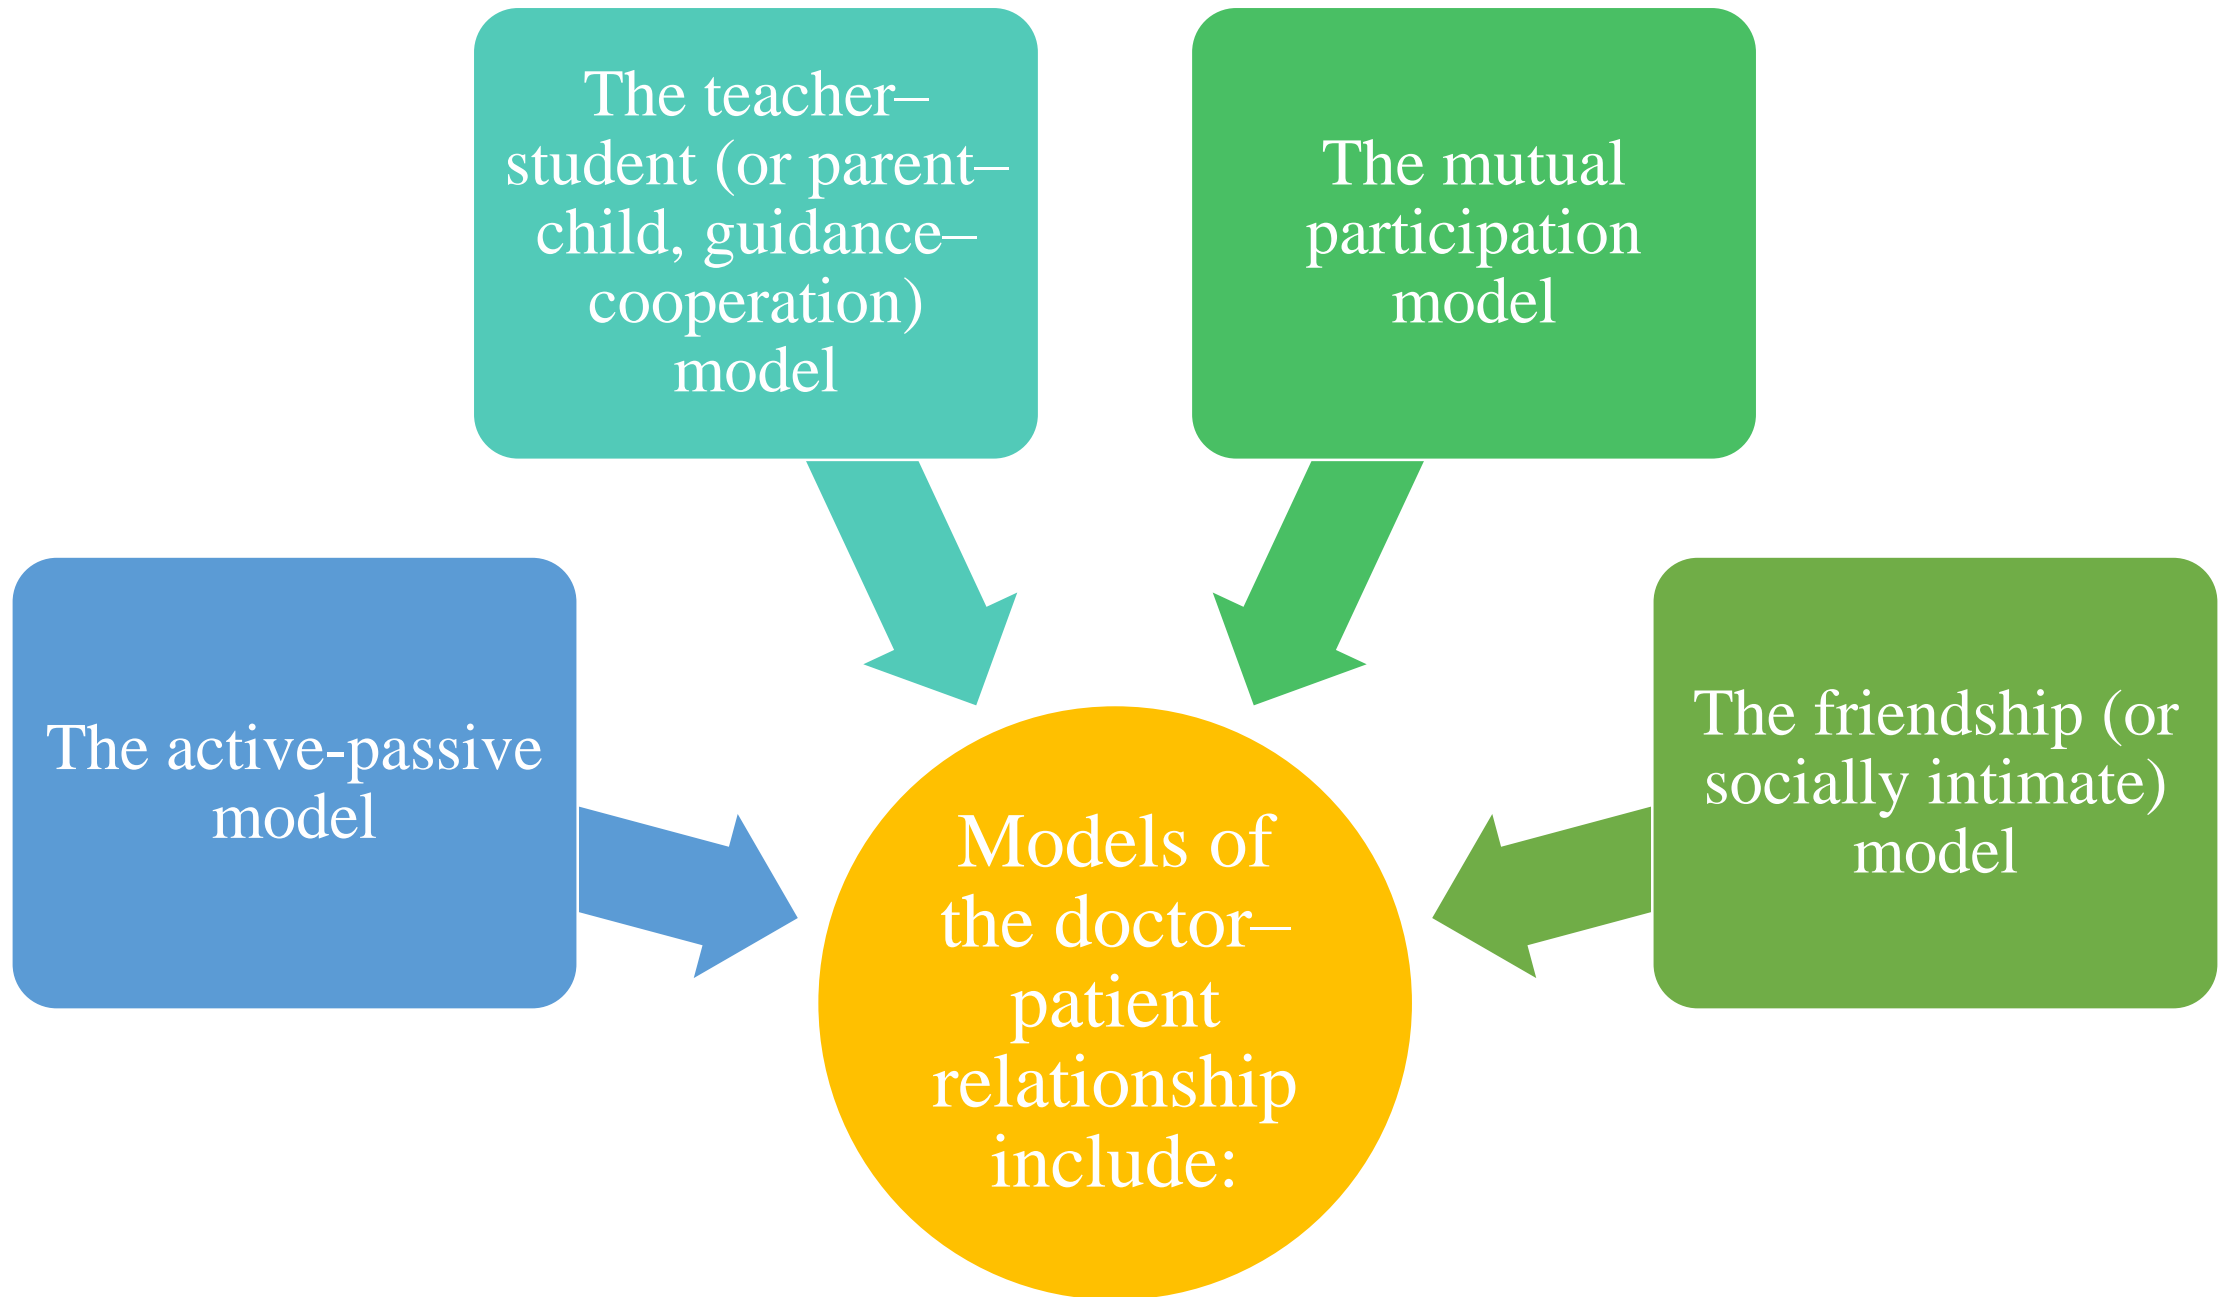 The teacher–
student (or parent–
child, guidance–
cooperation)
model
The mutual
participation
model
The active-passive
model
The friendship (or
socially intimate)
model
Models of
the doctor–
patient
relationship
include: